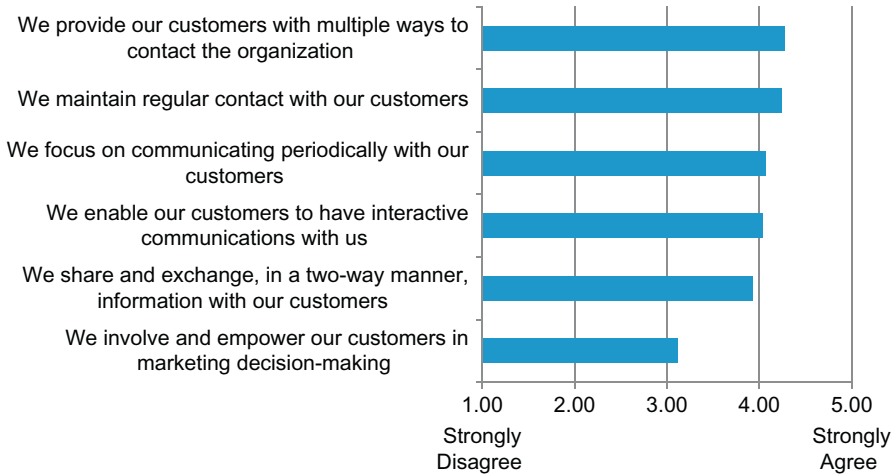 We provide our customers with multiple ways to
contact the organization
We maintain regular contact with our customers
We focus on communicating periodically with our
customers
We enable our customers to have interactive
communications with us
We share and exchange, in a two-way manner,
information with our customers
We involve and empower our customers in
marketing decision-making
1.00 2.00 3.00 4.00 5.00
Strongly Strongly
Disagree Agree